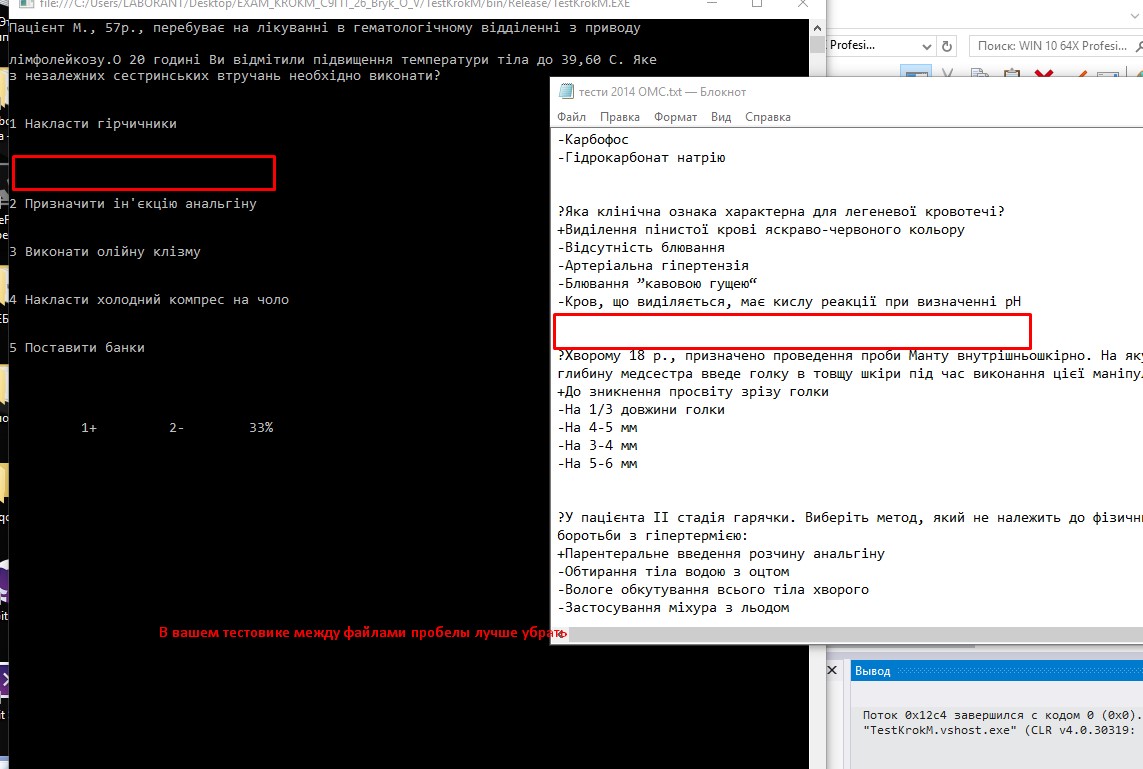 file:///C:/Users/LABORANT/Desktop/EXAM_KROKM_С9ГП_26_Bryk_O_V/TestKrokM/bin/Release/TestKrokM.EXE
Пацієнт М., 57р., перебуває на лікуванні в гематологічному відділенні з приводу
лімфолейкозу.О 20 годині Ви відмітили підвищення температури тіла до 39,60 С. Яке
з незалежних сестринських втручань необхідно виконати?
1 Накласти гірчичники
2 Призначити ін'єкцію анальгіну
3 Виконати олійну клізму
4 Накласти холодний компрес на чоло
5 Поставити банки
1+ 2- 33%
В вашем тестовике между файлами пробелы лучше убрать
Profesi...
Поиск: WIN 10 64X Profesi...
тести 2014 ОМС.txt — Блокнот
Файл Правка Формат Вид Справка
-Карбофос
-Гідрокарбонат натрію
?Яка клінічна ознака характерна для легеневої кровотечі?
+Виділення пінистої крові яскраво-червоного кольору
-Відсутність блювання
-Артеріальна гіпертензія
-Блювання ”кавовою гущею“
-Кров, що виділяється, має кислу реакції при визначенні рН
?Хворому 18 р., призначено проведення проби Манту внутрішньошкірно. На яку
глибину медсестра введе голку в товщу шкіри під час виконання цієї маніпул
+До зникнення просвіту зрізу голки
-На 1/3 довжини голки
-На 4-5 мм
-На 3-4 мм
-На 5-6 мм
?У пацієнта ІІ стадія гарячки. Виберіть метод, який не належить до фізичн
боротьби з гіпертермією:
+Парентеральне введення розчину анальгіну
-Обтирання тіла водою з оцтом
-Вологе обкутування всього тіла хворого
-Застосування міхура з льодом
Вывод
Поток 0x12c4 завершился с кодом 0 (0x0).
"TestKrokM.vshost.exe" (CLR v4.0.30319: